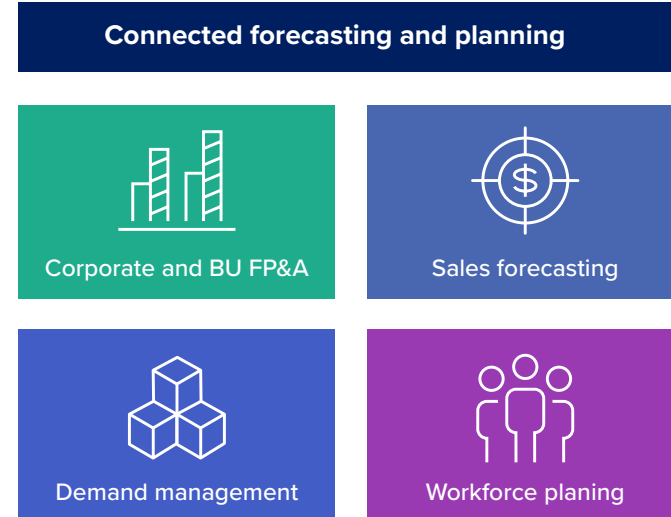 Connected forecasting and planning
$
Corporate and BU FP&A
Sales forecasting
Demand management
Workforce planing